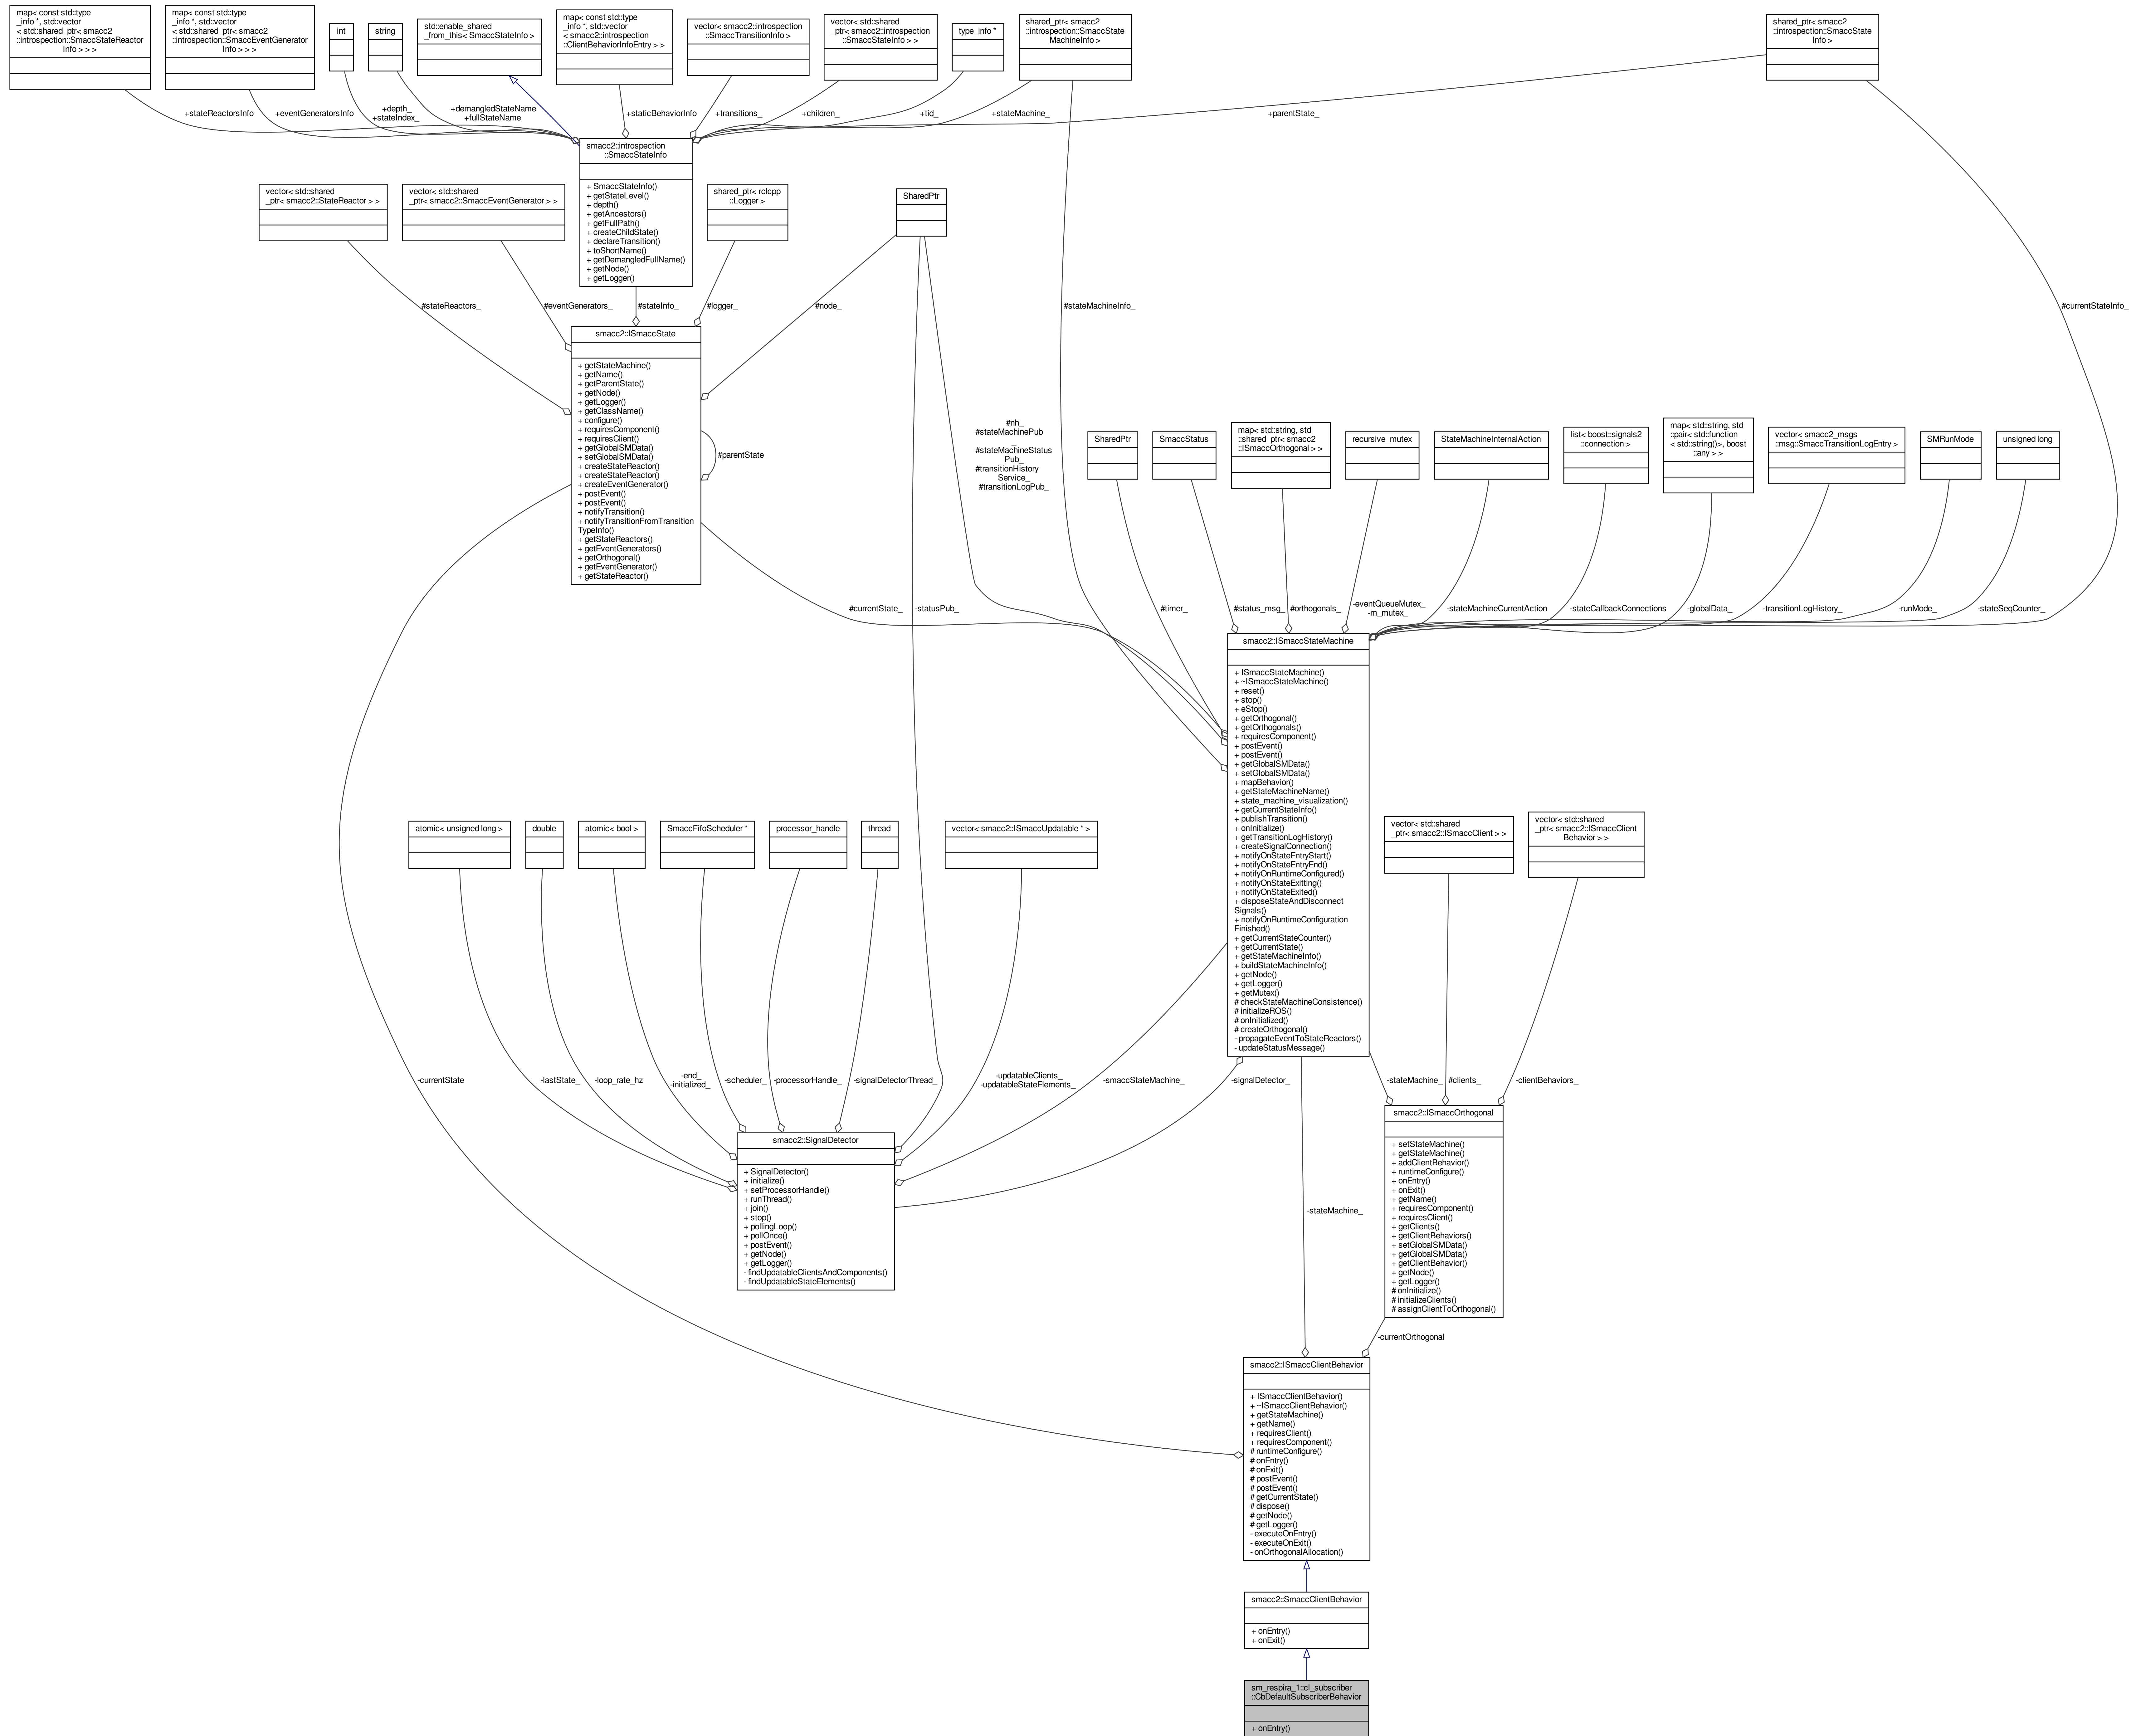 map< const std::type
_info *, std::vector
< std::shared_ptr< smacc2
::introspection::SmaccStateReactor
Info > > >
map< const std::type
_info *, std::vector
< std::shared_ptr< smacc2
::introspection::SmaccEventGenerator
Info > > >
int
string
std::enable_shared
_from_this< SmaccStateInfo >
map< const std::type
_info *, std::vector
< smacc2::introspection
::ClientBehaviorInfoEntry > >
vector< smacc2::introspection
::SmaccTransitionInfo >
vector< std::shared
_ptr< smacc2::introspection
::SmaccStateInfo > >
type_info *
shared_ptr< smacc2
::introspection::SmaccState
MachineInfo >
shared_ptr< smacc2
::introspection::SmaccState
Info >
+stateReactorsInfo
+eventGeneratorsInfo
+depth_
+stateIndex_
+demangledStateName
+fullStateName
+staticBehaviorInfo
+transitions_
+children_
+tid_
+stateMachine_
+parentState_
smacc2::introspection
::SmaccStateInfo
+ SmaccStateInfo()
+ getStateLevel()
+ depth()
+ getAncestors()
+ getFullPath()
+ createChildState()
+ declareTransition()
+ toShortName()
+ getDemangledFullName()
+ getNode()
+ getLogger()
vector< std::shared
_ptr< smacc2::StateReactor > >
vector< std::shared
_ptr< smacc2::SmaccEventGenerator > >
shared_ptr< rclcpp
::Logger >
SharedPtr
#stateReactors_
#eventGenerators_
#stateInfo_
#logger_
#node_
#stateMachineInfo_
#currentStateInfo_
smacc2::ISmaccState
+ getStateMachine()
+ getName()
+ getParentState()
+ getNode()
+ getLogger()
+ getClassName()
+ configure()
+ requiresComponent()
+ requiresClient()
+ getGlobalSMData()
+ setGlobalSMData()
+ createStateReactor()
+ createStateReactor()
+ createEventGenerator()
+ postEvent()
+ postEvent()
+ notifyTransition()
+ notifyTransitionFromTransition
TypeInfo()
+ getStateReactors()
+ getEventGenerators()
+ getOrthogonal()
+ getEventGenerator()
+ getStateReactor()
#parentState_
#nh_
#stateMachinePub
_
#stateMachineStatus
Pub_
#transitionHistory
Service_
#transitionLogPub_
SharedPtr
SmaccStatus
map< std::string, std
::shared_ptr< smacc2
::ISmaccOrthogonal > >
recursive_mutex
StateMachineInternalAction
list< boost::signals2
::connection >
map< std::string, std
::pair< std::function
< std::string()>, boost
::any > >
vector< smacc2_msgs
::msg::SmaccTransitionLogEntry >
SMRunMode
unsigned long
#currentState_
-statusPub_
#timer_
#status_msg_
#orthogonals_
-eventQueueMutex_
-m_mutex_
-stateMachineCurrentAction
-stateCallbackConnections
-globalData_
-transitionLogHistory_
-runMode_
-stateSeqCounter_
smacc2::ISmaccStateMachine
+ ISmaccStateMachine()
+ ~ISmaccStateMachine()
+ reset()
+ stop()
+ eStop()
+ getOrthogonal()
+ getOrthogonals()
+ requiresComponent()
+ postEvent()
+ postEvent()
+ getGlobalSMData()
+ setGlobalSMData()
+ mapBehavior()
+ getStateMachineName()
+ state_machine_visualization()
+ getCurrentStateInfo()
+ publishTransition()
+ onInitialize()
+ getTransitionLogHistory()
+ createSignalConnection()
+ notifyOnStateEntryStart()
+ notifyOnStateEntryEnd()
+ notifyOnRuntimeConfigured()
+ notifyOnStateExitting()
+ notifyOnStateExited()
+ disposeStateAndDisconnect
Signals()
+ notifyOnRuntimeConfiguration
Finished()
+ getCurrentStateCounter()
+ getCurrentState()
+ getStateMachineInfo()
+ buildStateMachineInfo()
+ getNode()
+ getLogger()
+ getMutex()
# checkStateMachineConsistence()
# initializeROS()
# onInitialized()
# createOrthogonal()
- propagateEventToStateReactors()
- updateStatusMessage()
atomic< unsigned long >
double
atomic< bool >
SmaccFifoScheduler *
processor_handle
thread
vector< smacc2::ISmaccUpdatable * >
vector< std::shared
_ptr< smacc2::ISmaccClient > >
vector< std::shared
_ptr< smacc2::ISmaccClient
Behavior > >
-currentState
-lastState_
-loop_rate_hz
-end_
-initialized_
-scheduler_
-processorHandle_
-signalDetectorThread_
-updatableClients_
-updatableStateElements_
-smaccStateMachine_
-signalDetector_
-stateMachine_
#clients_
-clientBehaviors_
smacc2::SignalDetector
+ SignalDetector()
+ initialize()
+ setProcessorHandle()
+ runThread()
+ join()
+ stop()
+ pollingLoop()
+ pollOnce()
+ postEvent()
+ getNode()
+ getLogger()
- findUpdatableClientsAndComponents()
- findUpdatableStateElements()
smacc2::ISmaccOrthogonal
+ setStateMachine()
+ getStateMachine()
+ addClientBehavior()
+ runtimeConfigure()
+ onEntry()
+ onExit()
+ getName()
+ requiresComponent()
+ requiresClient()
+ getClients()
+ getClientBehaviors()
+ setGlobalSMData()
+ getGlobalSMData()
+ getClientBehavior()
+ getNode()
+ getLogger()
# onInitialize()
# initializeClients()
# assignClientToOrthogonal()
-stateMachine_
-currentOrthogonal
smacc2::ISmaccClientBehavior
+ ISmaccClientBehavior()
+ ~ISmaccClientBehavior()
+ getStateMachine()
+ getName()
+ requiresClient()
+ requiresComponent()
# runtimeConfigure()
# onEntry()
# onExit()
# postEvent()
# postEvent()
# getCurrentState()
# dispose()
# getNode()
# getLogger()
- executeOnEntry()
- executeOnExit()
- onOrthogonalAllocation()
smacc2::SmaccClientBehavior
+ onEntry()
+ onExit()
sm_respira_1::cl_subscriber
::CbDefaultSubscriberBehavior
+ onEntry()